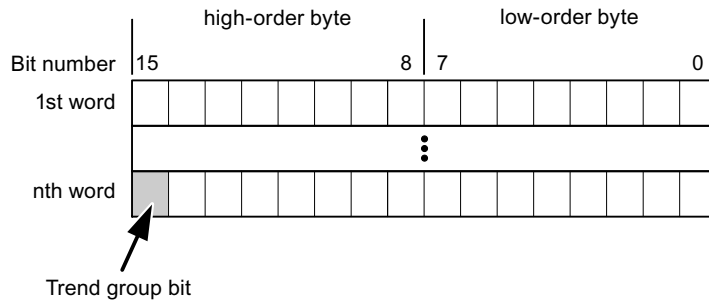 high-order byte low-order byte
Bit number 15 8 7 0
1st word
nth word
Trend group bit